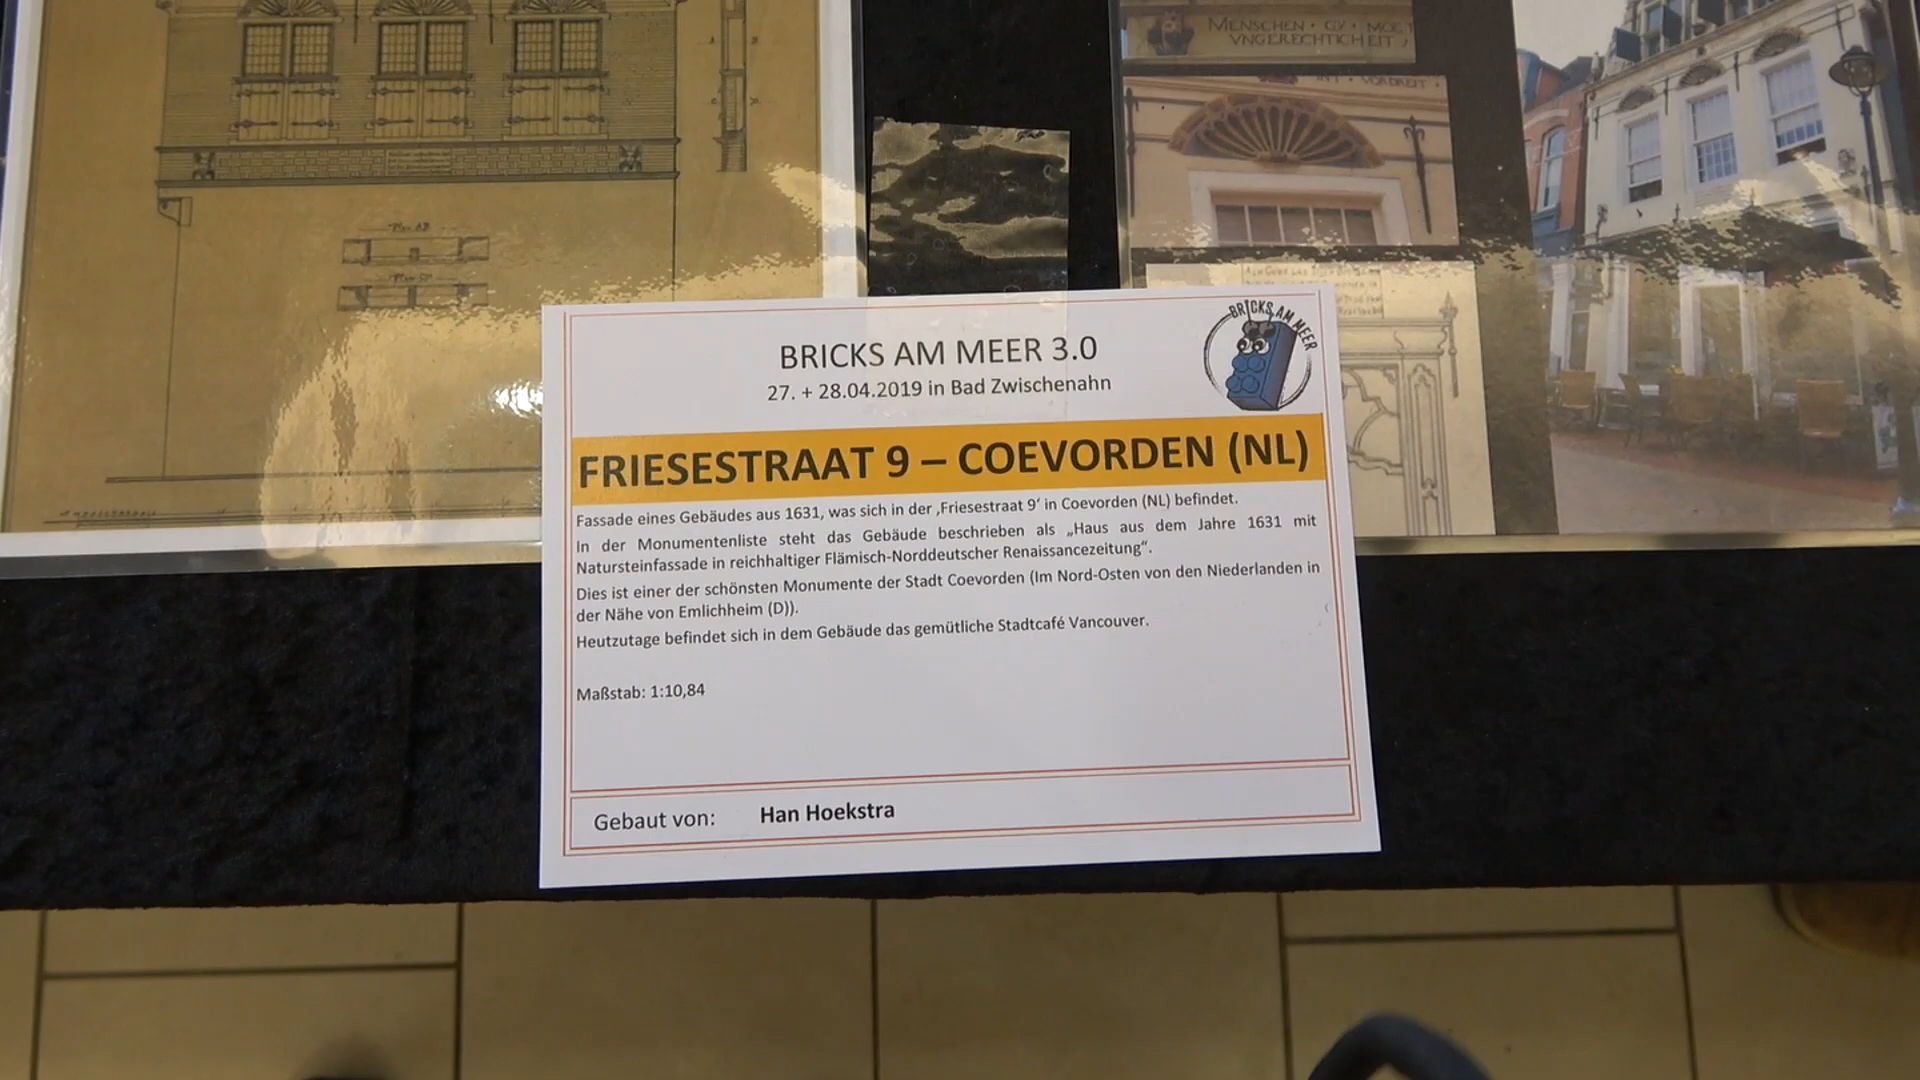 MENSCHEN · GY · MOET
VNGERECHTICHEIT
BRICKS AM MEER
BRICKS AM MEER 3.0
27. + 28.04.2019 in Bad Zwischenahn
FRIESESTRAAT 9 – COEVORDEN (NL)
Fassade eines Gebäudes aus 1631, was sich in der ‚Friesestraat 9‘ in Coevorden (NL) befindet.
In der Monumentenliste steht das Gebäude beschrieben als „Haus aus dem Jahre 1631 mit
Natursteinfassade in reichhaltiger Flämisch-Norddeutscher Renaissancezeitung“.
Dies ist einer der schönsten Monumente der Stadt Coevorden (Im Nord-Osten von den Niederlanden in
der Nähe von Emlichheim (D)).
Heutzutage befindet sich in dem Gebäude das gemütliche Stadtcafé Vancouver.
Maßstab: 1:10,84
Gebaut von: Han Hoekstra